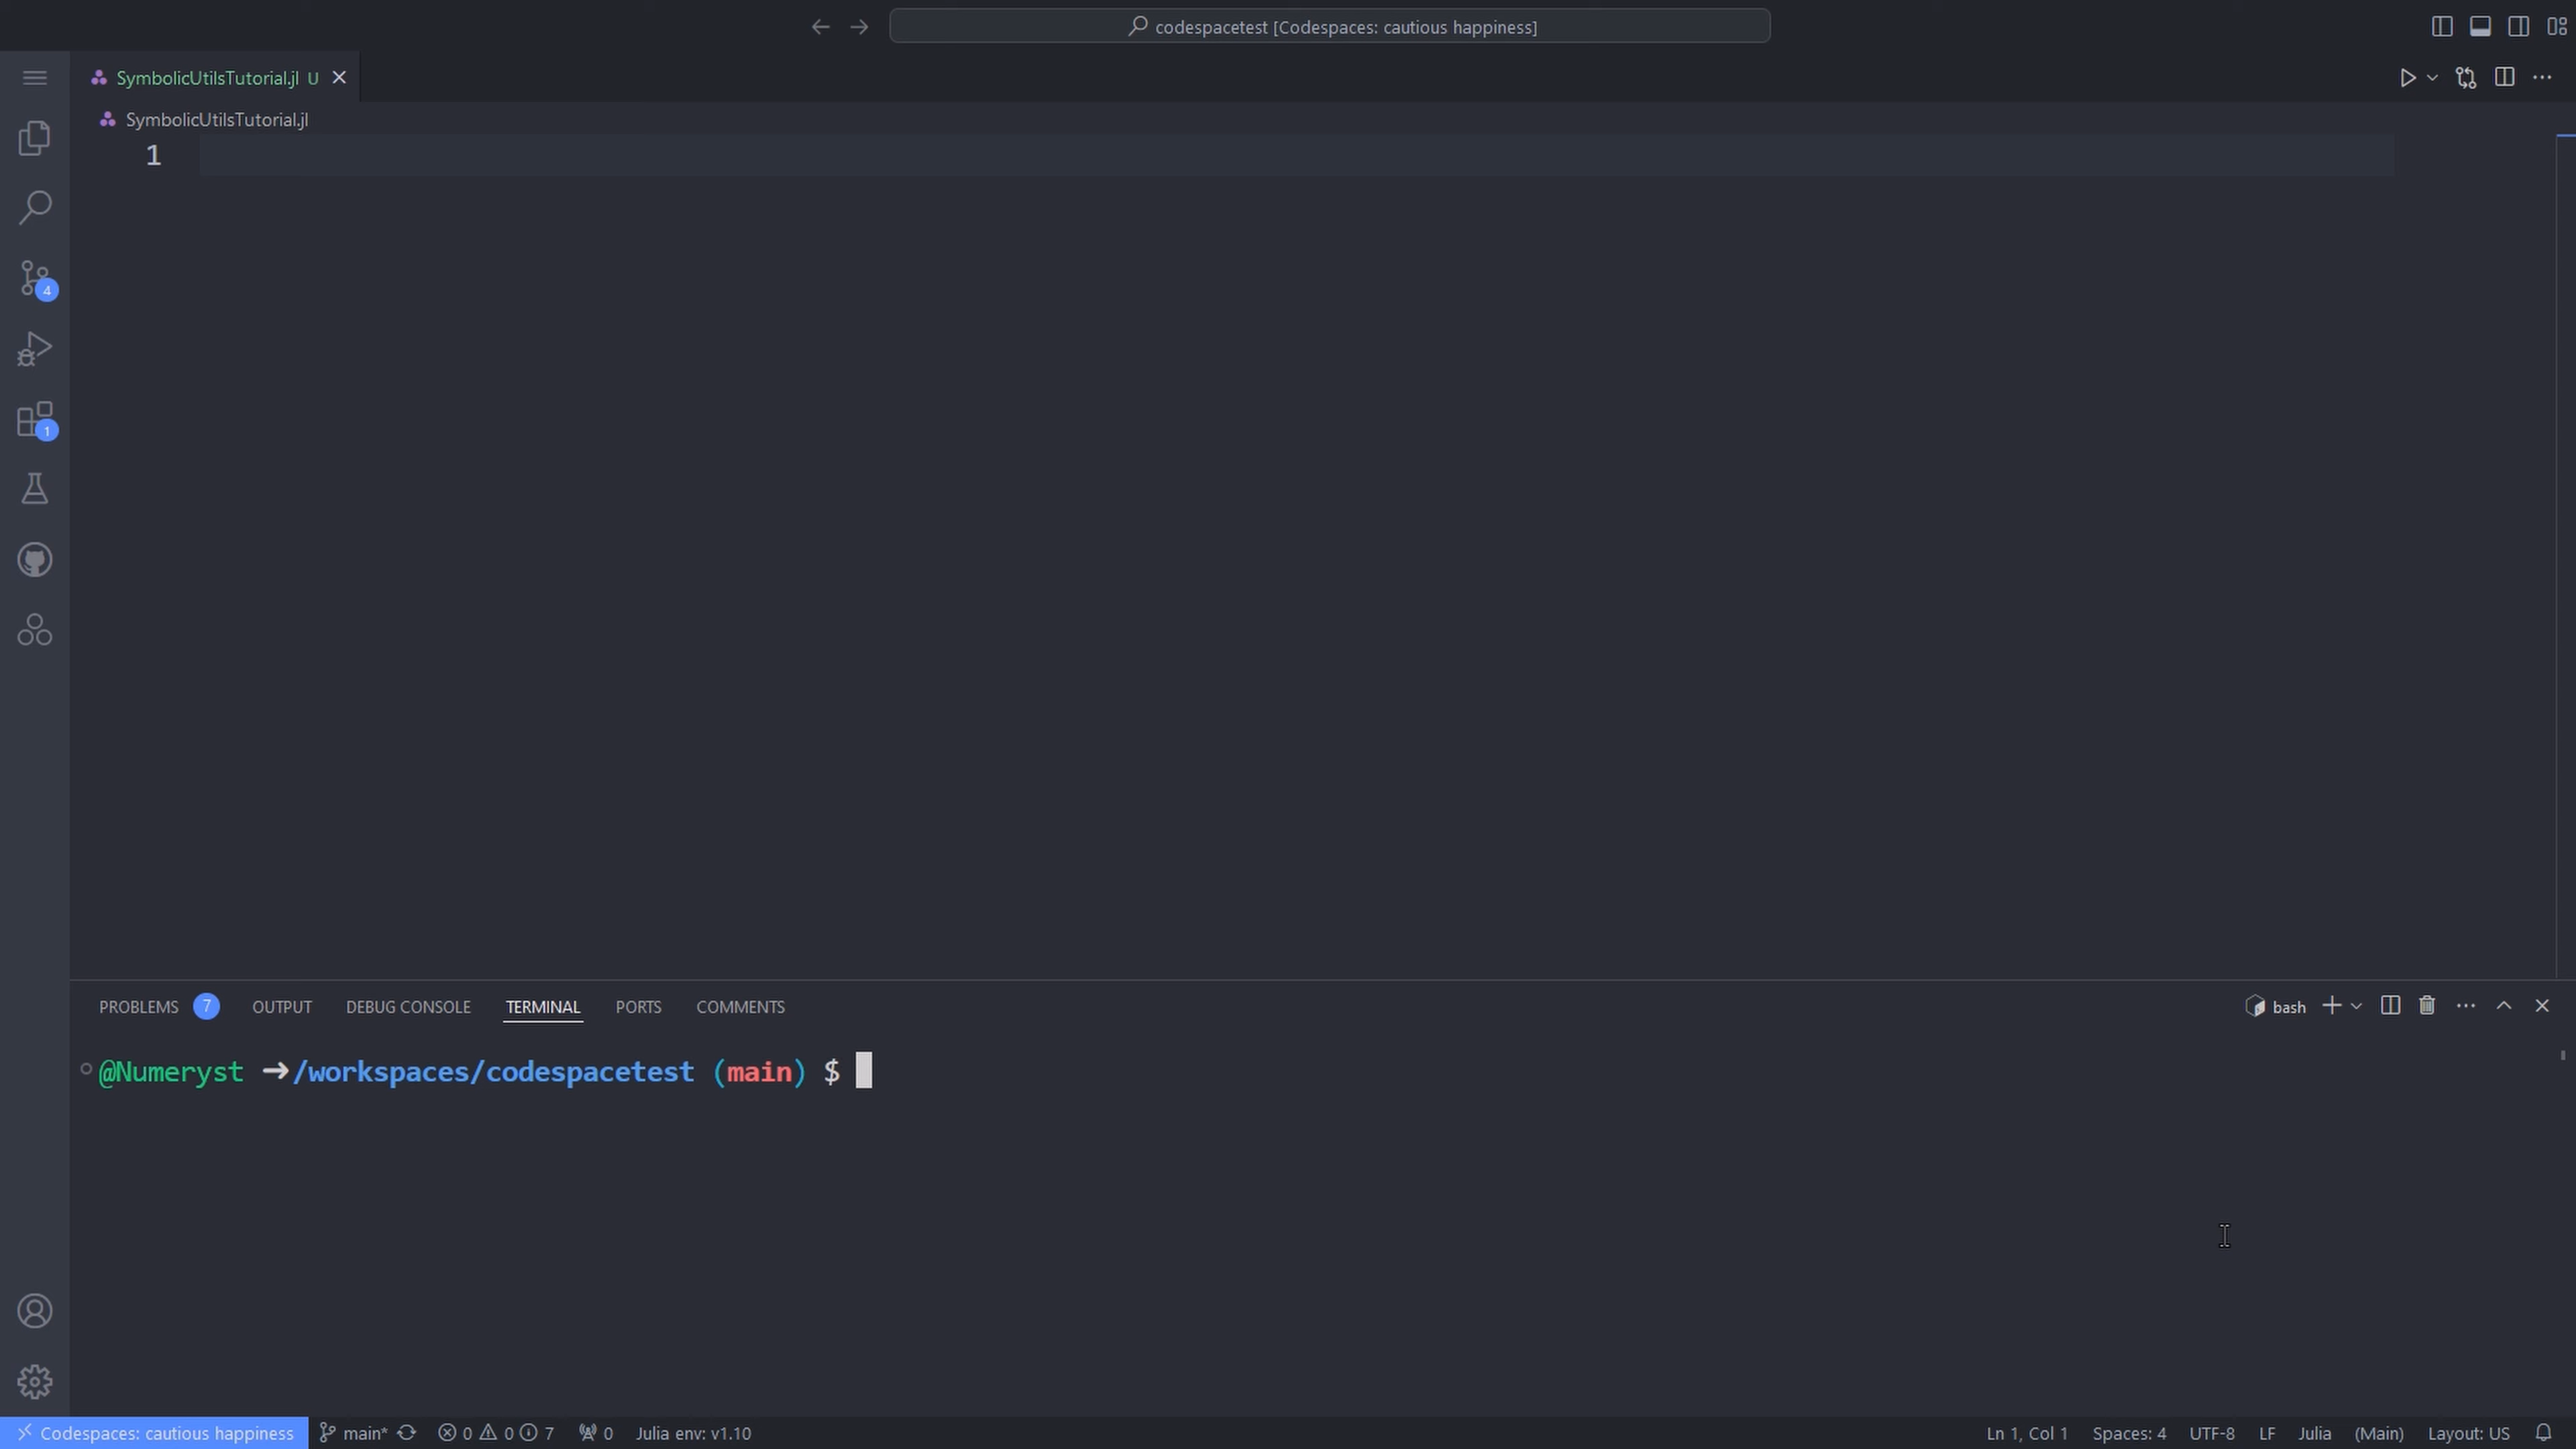 codespacetest [Codespaces: cautious happiness]
SymbolicUtilsTutorial.jl U
SymbolicUtilsTutorial.jl
1
4
1
PROBLEMS 7 OUTPUT DEBUG CONSOLE TERMINAL PORTS COMMENTS bash
@Numeryst ➜/workspaces/codespacetest (main) $
Codespaces: cautious happiness main* 0 0 7 0 Julia env: v1.10 Ln 1, Col 1 Spaces: 4 UTF-8 LF Julia (Main) Layout: US